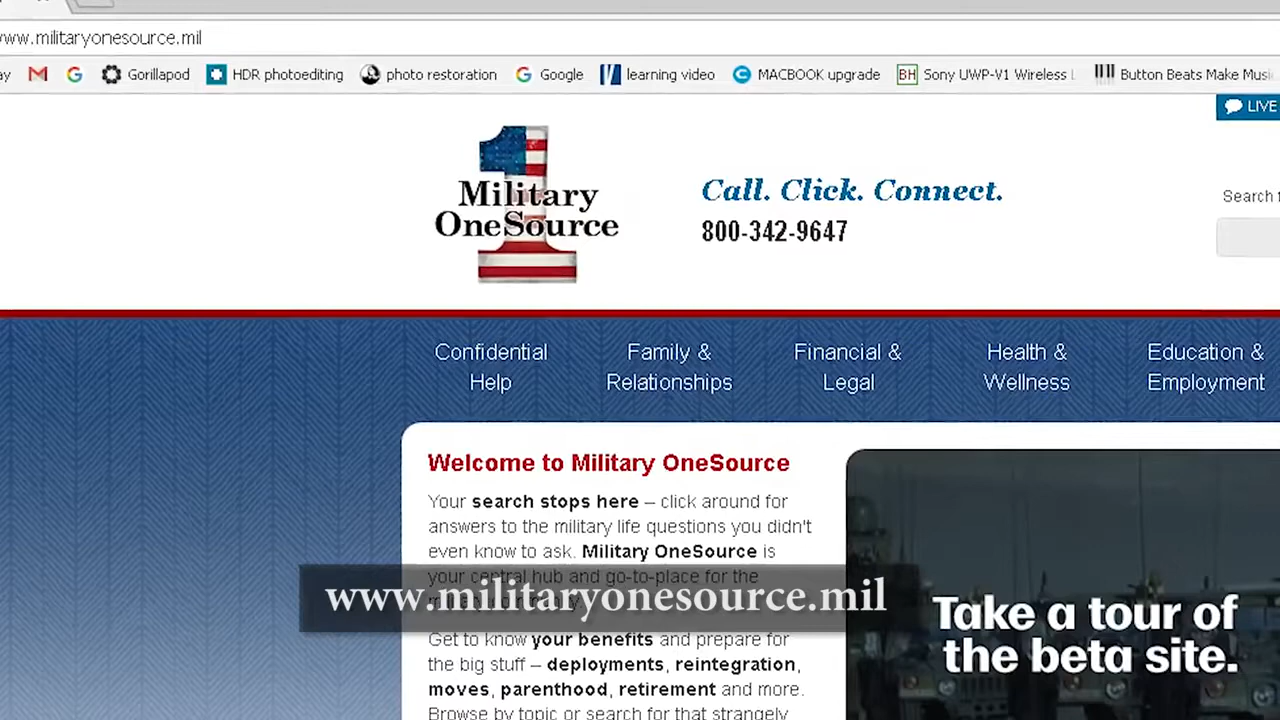 www.militaryonesource.mil
ay Gorillapod HDR photoediting photo restoration Google learning video MACBOOK upgrade BH Sony UWP-V1 Wireless Button Beats Make Musi
LIVE
Military
OneSource
Call. Click. Connect.
800-342-9647
Search
Confidential
Help
Family &
Relationships
Financial &
Legal
Health &
Wellness
Education &
Employment
Welcome to Military OneSource
Your search stops here – click around for
answers to the military life questions you didn't
even know to ask. Military OneSource is
your central hub and go-to-place for the
www.militaryonesource.mil
Get to know your benefits and prepare for
the big stuff – deployments, reintegration,
moves, parenthood, retirement and more.
Browse by topic or search for that strangely
Take a tour of
the beta site.